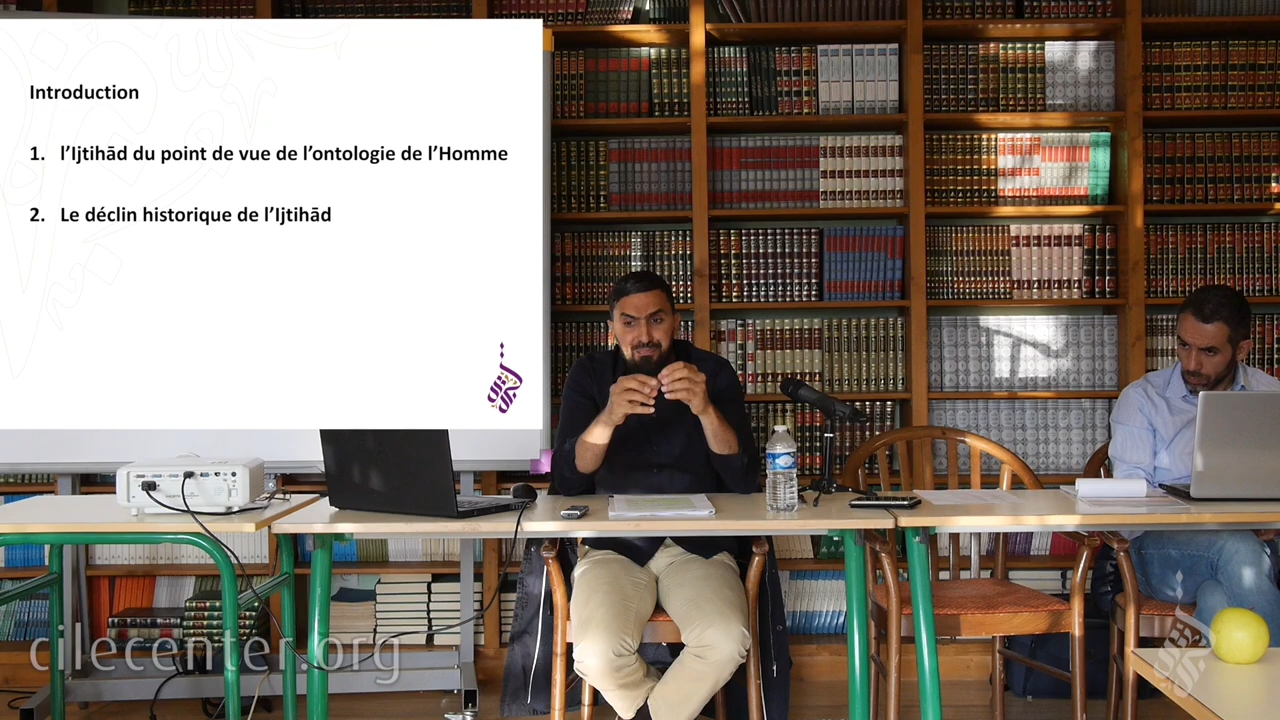 Introduction
1. l’Ijtihād du point de vue de l’ontologie de l’Homme
2. Le déclin historique de l’Ijtihād
cilecenter.org